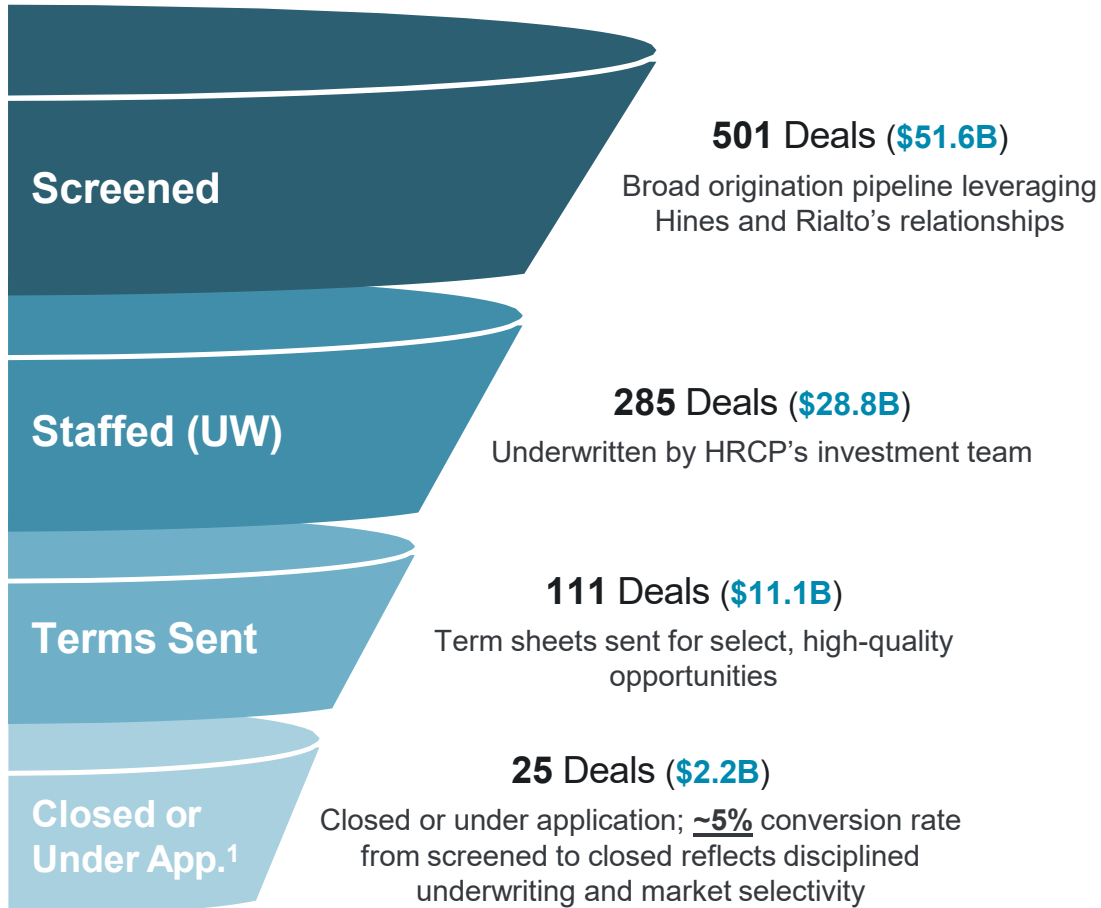 Screened
501 Deals ($51.6B)
Broad origination pipeline leveraging
Hines and Rialto’s relationships
Staffed (UW)
285 Deals ($28.8B)
Underwritten by HRCP’s investment team
Terms Sent
111 Deals ($11.1B)
Term sheets sent for select, high-quality
opportunities
Closed or
Under App.¹
25 Deals ($2.2B)
Closed or under application; ~5% conversion rate
from screened to closed reflects disciplined
underwriting and market selectivity